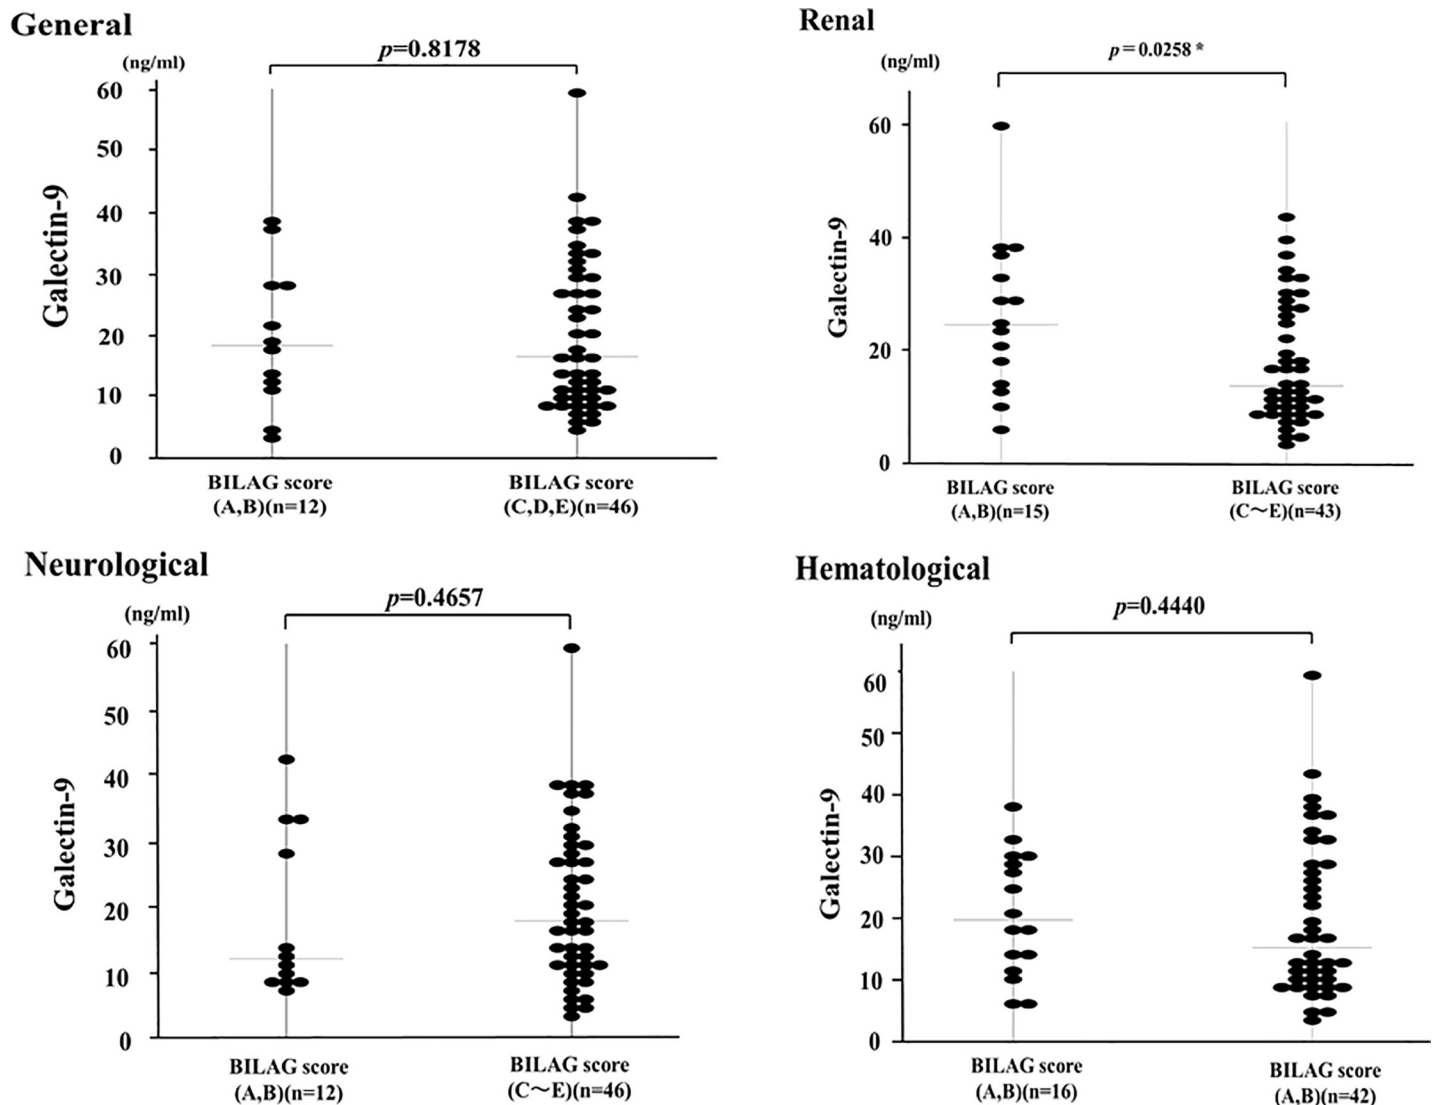 General
(ng/ml)
p=0.8178
60
50
40
30
20
10
0
Galectin-9
BILAG score
(A,B)(n=12)
BILAG score
(C,D,E)(n=46)
Renal
(ng/ml)
p=0.0258*
60
40
20
0
Galectin-9
BILAG score
(A,B)(n=15)
BILAG score
(C～E)(n=43)
Neurological
(ng/ml)
p=0.4657
60
50
40
30
20
10
0
Galectin-9
BILAG score
(A,B)(n=12)
BILAG score
(C～E)(n=46)
Hematological
(ng/ml)
p=0.4440
60
50
40
30
20
10
0
Galectin-9
BILAG score
(A,B)(n=16)
BILAG score
(A,B)(n=42)